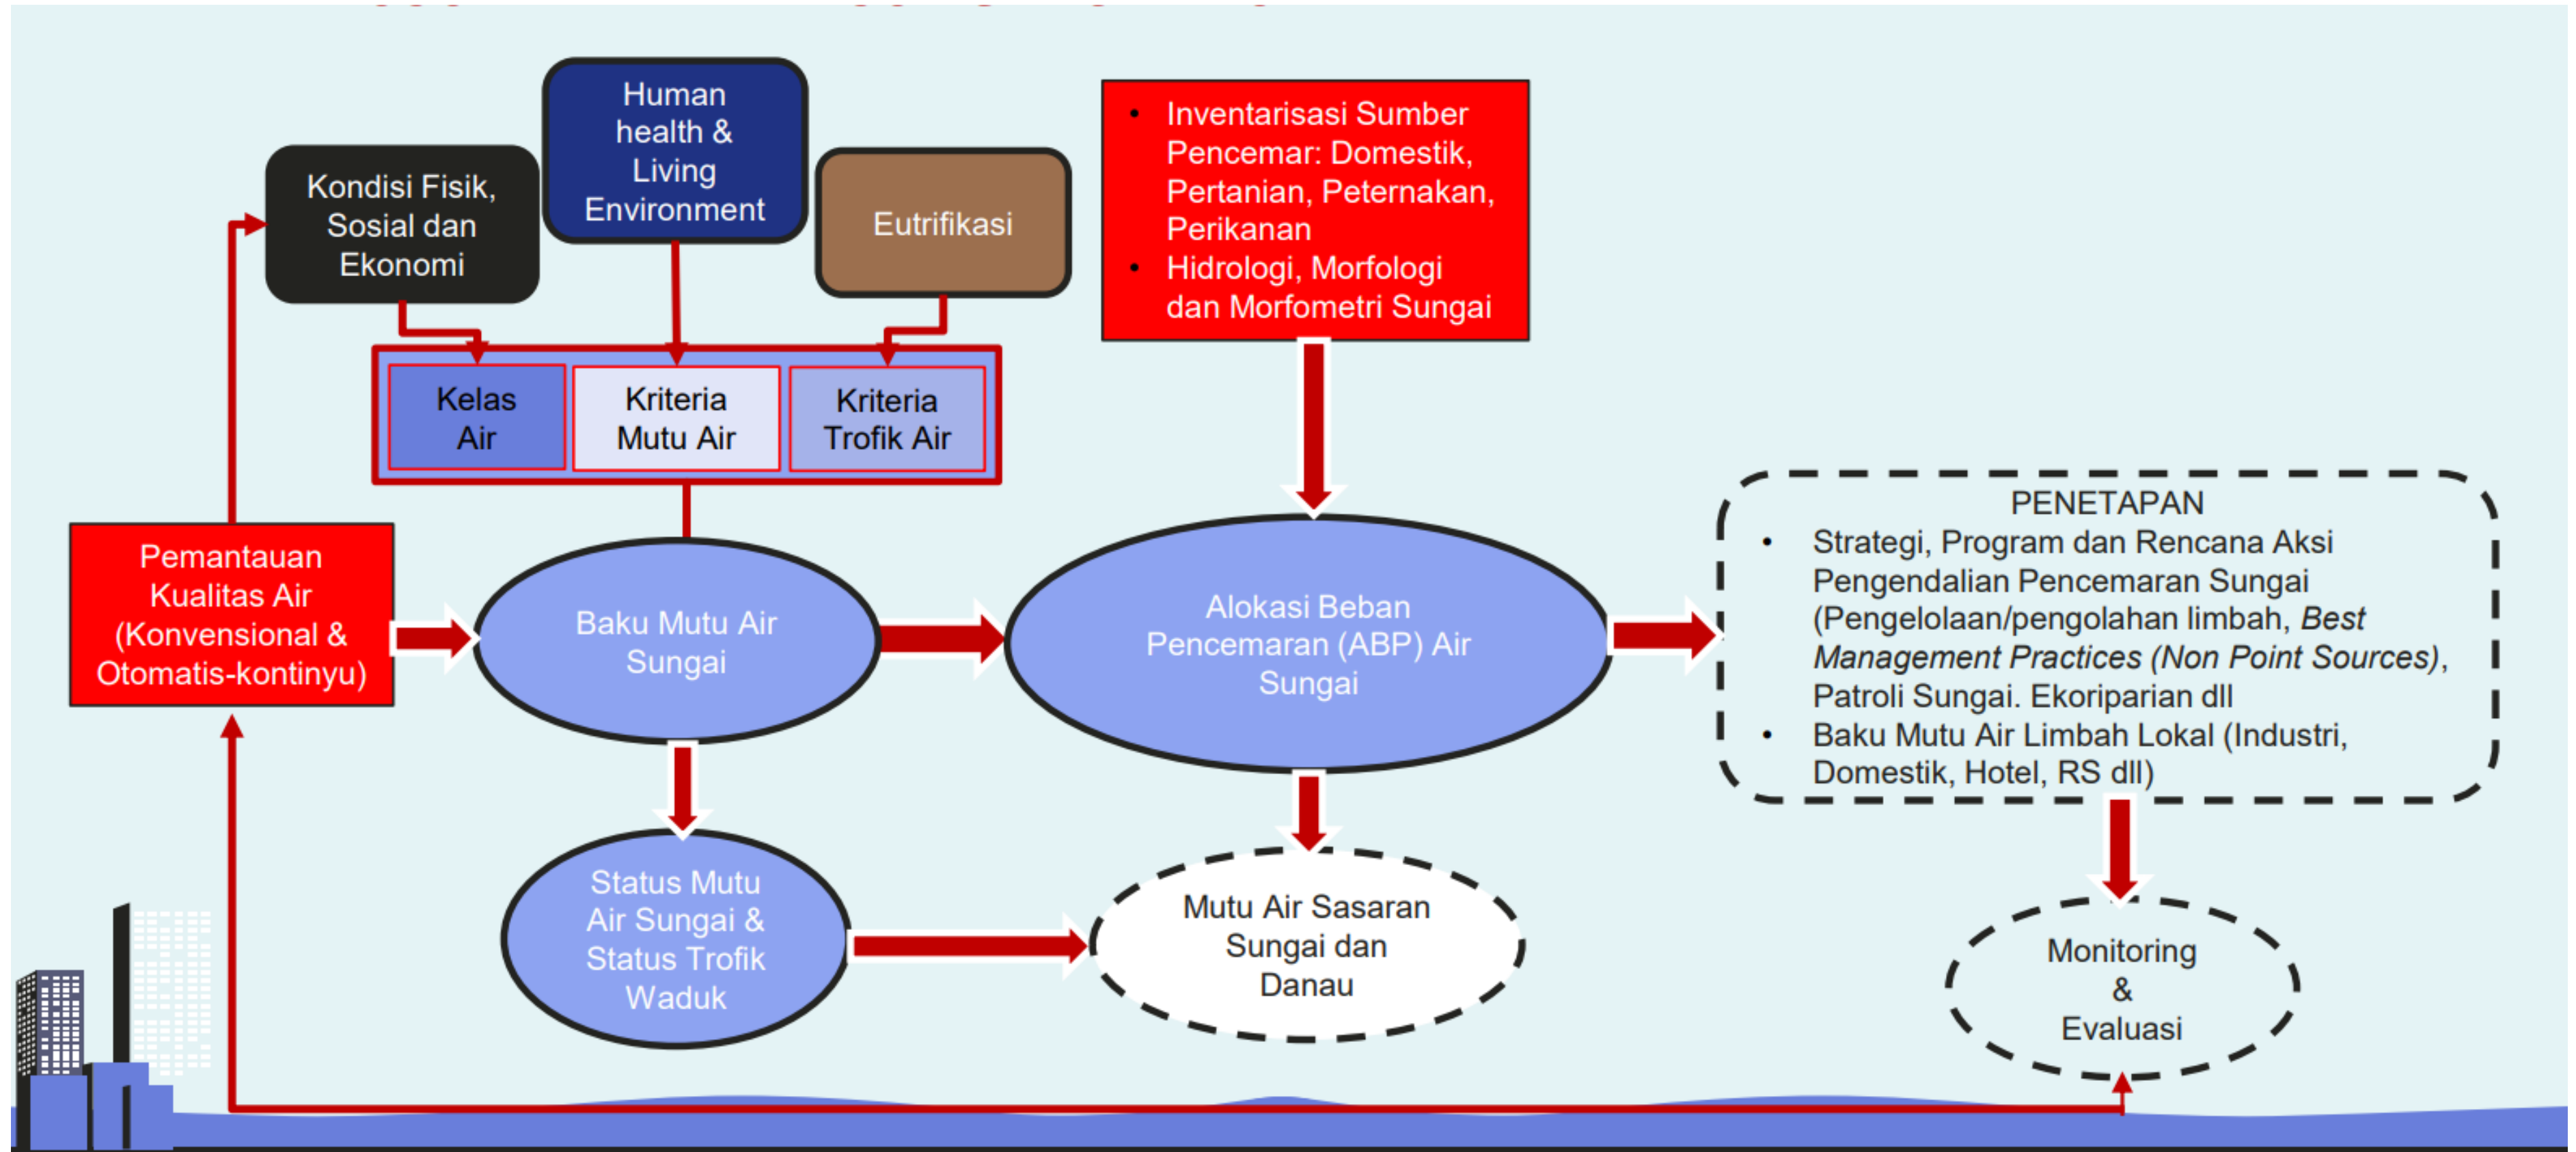 Human
health &
Living
Environment
Kondisi Fisik,
Sosial dan
Ekonomi
Eutrifikasi
• Inventarisasi Sumber
Pencemar: Domestik,
Pertanian, Peternakan,
Perikanan
• Hidrologi, Morfologi
dan Morfometri Sungai
Kelas
Air
Kriteria
Mutu Air
Kriteria
Trofik Air
Pemantauan
Kualitas Air
(Konvensional &
Otomatis-kontinyu)
Baku Mutu Air
Sungai
Alokasi Beban
Pencemaran (ABP) Air
Sungai
PENETAPAN
• Strategi, Program dan Rencana Aksi
Pengendalian Pencemaran Sungai
(Pengelolaan/pengolahan limbah, Best
Management Practices (Non Point Sources),
Patroli Sungai. Ekoriparian dll
• Baku Mutu Air Limbah Lokal (Industri,
Domestik, Hotel, RS dll)
Status Mutu
Air Sungai &
Status Trofik
Waduk
Mutu Air Sasaran
Sungai dan
Danau
Monitoring
&
Evaluasi